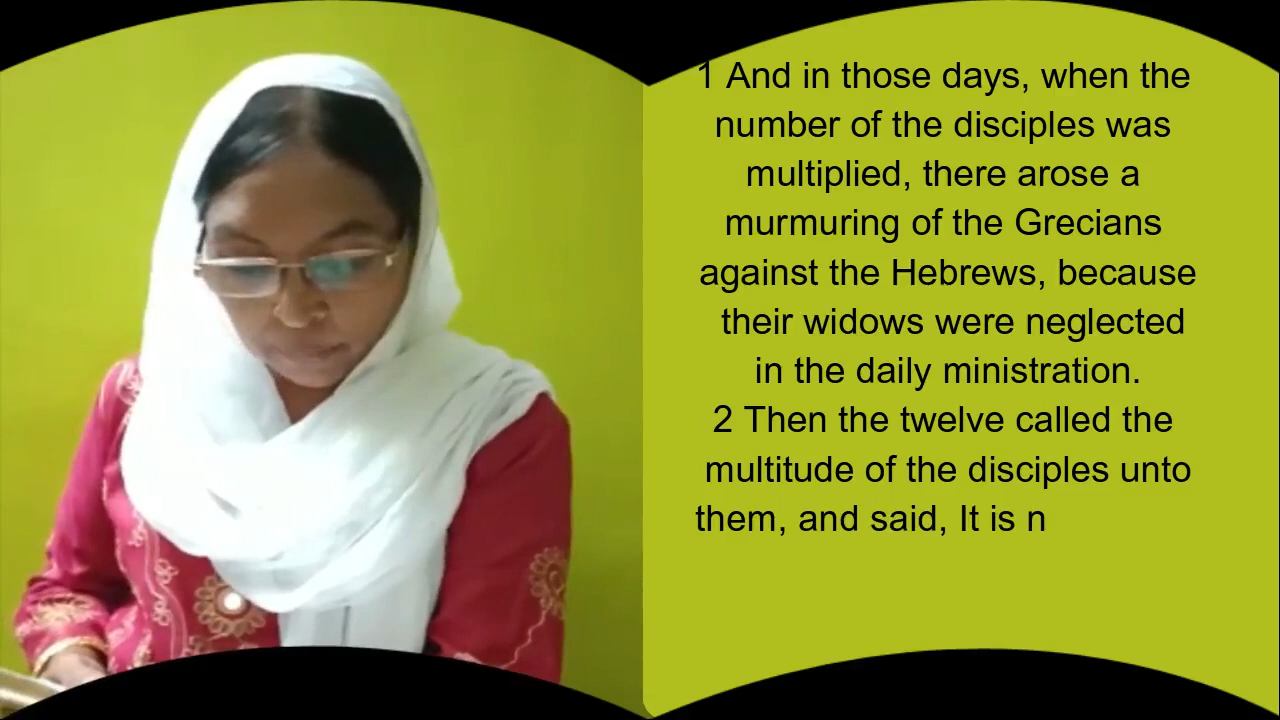 1 And in those days, when the
number of the disciples was
multiplied, there arose a
murmuring of the Grecians
against the Hebrews, because
their widows were neglected
in the daily ministration.
2 Then the twelve called the
multitude of the disciples unto
them, and said, It is n